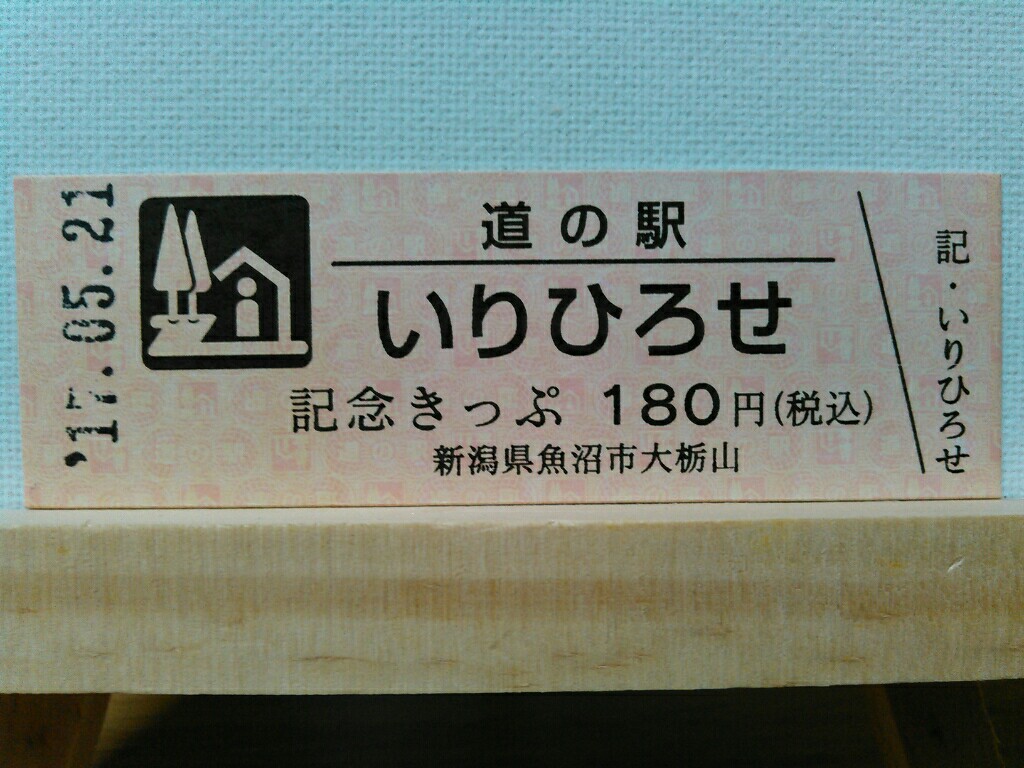 '17.05.21
道の駅
いりひろせ
記念きっぷ 180円(税込)
新潟県魚沼市大栃山
記・いりひろせ